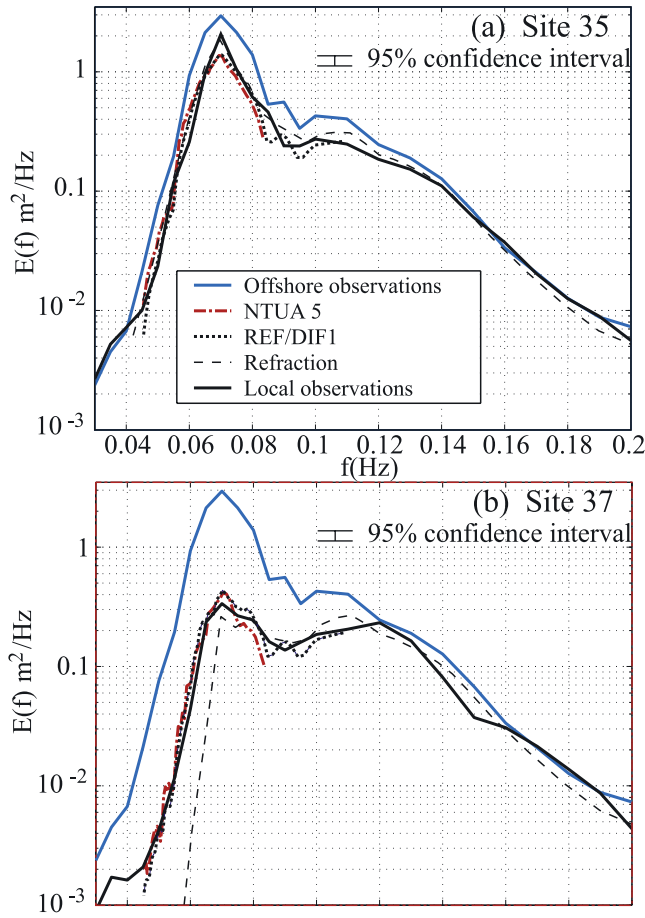 (a) Site 35
95% confidence interval
1
0.1
10-2
10-3
E(f) m2/Hz
Offshore observations
NTUA 5
REF/DIF1
Refraction
Local observations
0.04 0.06 0.08 0.1 0.12 0.14 0.16 0.18 0.2
f(Hz)
(b) Site 37
95% confidence interval
1
0.1
10-2
10-3
E(f) m2/Hz